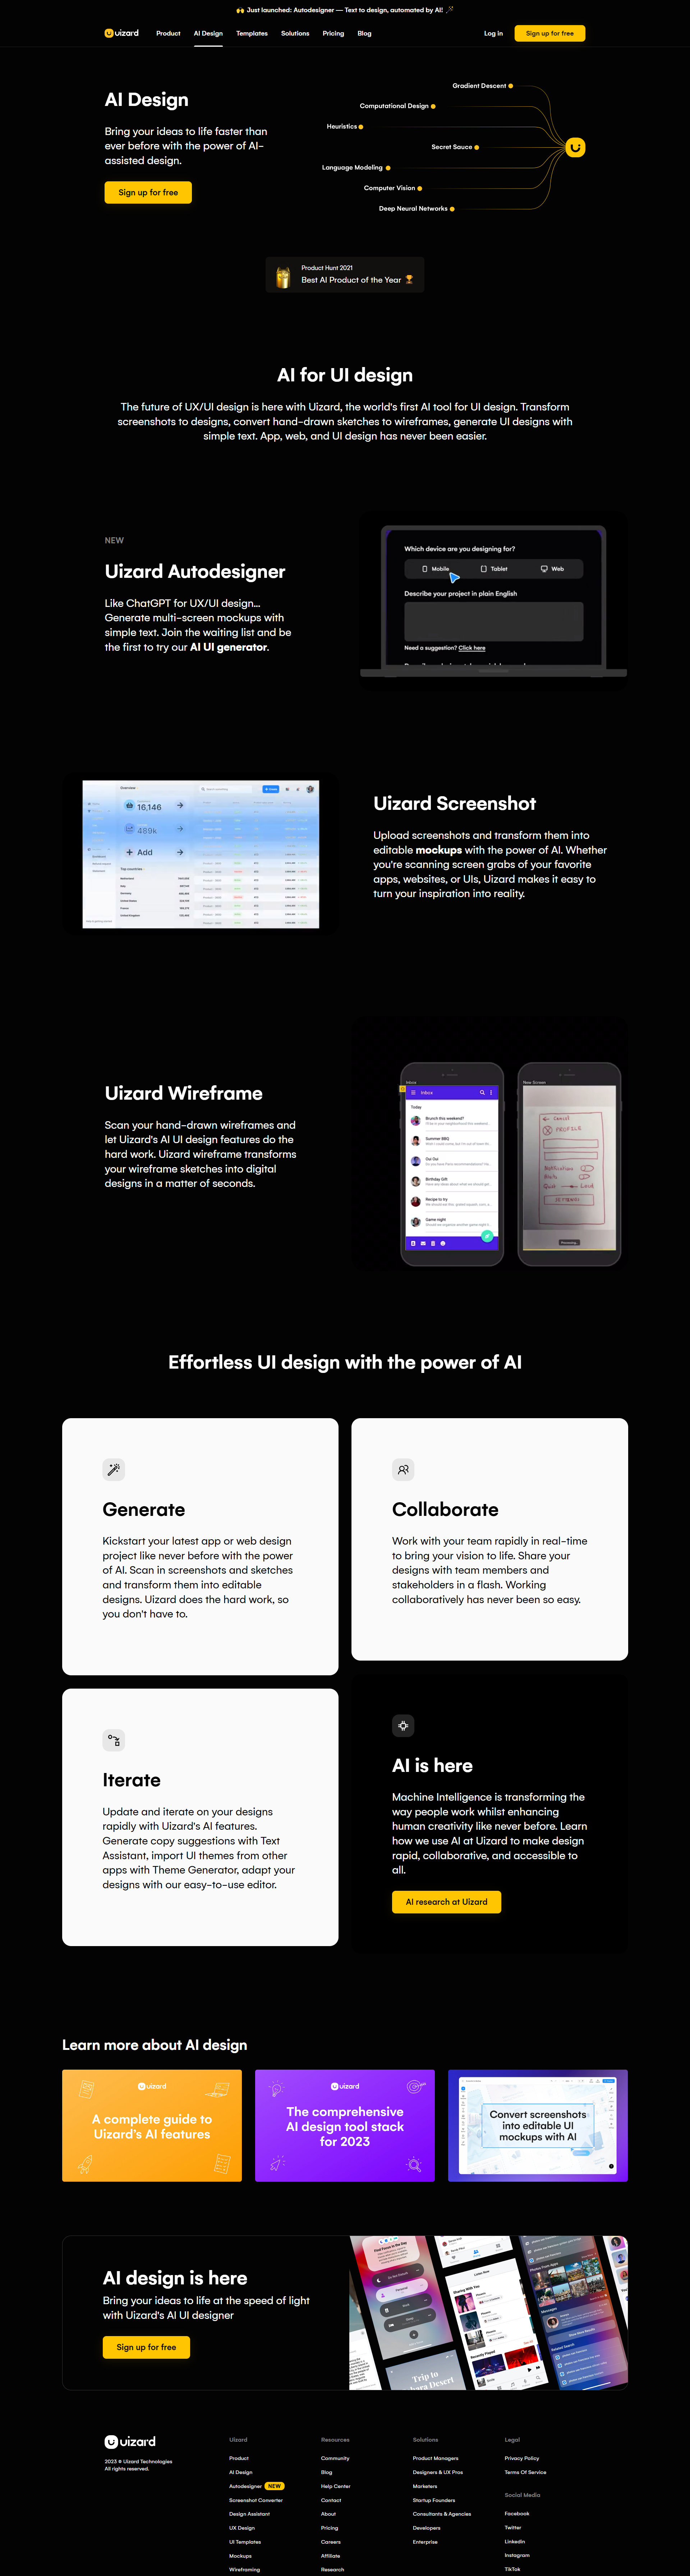 🙌 Just launched: Autodesigner — Text to design, automated by AI! 🪄
uizard Product AI Design Templates Solutions Pricing Blog Log in Sign up for free
AI Design
Bring your ideas to life faster than
ever before with the power of AI-
assisted design.
Sign up for free
Gradient Descent
Computational Design
Heuristics
Secret Sauce
Language Modeling
Computer Vision
Deep Neural Networks
Product Hunt 2021
Best AI Product of the Year 🏆
AI for UI design
The future of UX/UI design is here with Uizard, the world's first AI tool for UI design. Transform
screenshots to designs, convert hand-drawn sketches to wireframes, generate UI designs with
simple text. App, web, and UI design has never been easier.
NEW
Uizard Autodesigner
Like ChatGPT for UX/UI design...
Generate multi-screen mockups with
simple text. Join the waiting list and be
the first to try our AI UI generator.
Which device are you designing for?
Mobile Tablet Web
Describe your project in plain English
Need a suggestion? Click here
Overview
16,146
489k
Add
Top countries
Uizard Screenshot
Upload screenshots and transform them into
editable mockups with the power of AI. Whether
you're scanning screen grabs of your favorite
apps, websites, or UIs, Uizard makes it easy to
turn your inspiration into reality.
Uizard Wireframe
Scan your hand-drawn wireframes and
let Uizard's AI UI design features do the
hard work. Uizard wireframe transforms
your wireframe sketches into digital
designs in a matter of seconds.
Inbox
Inbox
Today
Brunch this weekend?
Summer BBQ
Oui Oui
Birthday Gift
Recipe to try
Game night
New Screen
CANCEL
PROFILE
Effortless UI design with the power of AI
Generate
Kickstart your latest app or web design
project like never before with the power
of AI. Scan in screenshots and sketches
and transform them into editable
designs. Uizard does the hard work, so
you don't have to.
Collaborate
Work with your team rapidly in real-time
to bring your vision to life. Share your
designs with team members and
stakeholders in a flash. Working
collaboratively has never been so easy.
Iterate
Update and iterate on your designs
rapidly with Uizard's AI features.
Generate copy suggestions with Text
Assistant, import UI themes from other
apps with Theme Generator, adapt your
designs with our easy-to-use editor.
AI is here
Machine Intelligence is transforming the
way people work whilst enhancing
human creativity like never before. Learn
how we use AI at Uizard to make design
rapid, collaborative, and accessible to
all.
AI research at Uizard
Learn more about AI design
uizard
A complete guide to
Uizard's AI features
uizard
The comprehensive
AI design tool stack
for 2023
Convert screenshots
into editable UI
mockups with AI
AI design is here
Bring your ideas to life at the speed of light
with Uizard's AI UI designer
Sign up for free
Listen Now
Sharing With You
Recently Played
Trip to
uizard
2023 © Uizard Technologies
All rights reserved.
Uizard
Product
AI Design
Autodesigner NEW
Screenshot Converter
Design Assistant
UX Design
UI Templates
Mockups
Wireframing
Resources
Community
Blog
Help Center
Contact
About
Pricing
Careers
Affiliate
Research
Solutions
Product Managers
Designers & UX Pros
Marketers
Startup Founders
Consultants & Agencies
Developers
Enterprise
Legal
Privacy Policy
Terms Of Service
Social Media
Facebook
Twitter
Linkedin
Instagram
TikTok